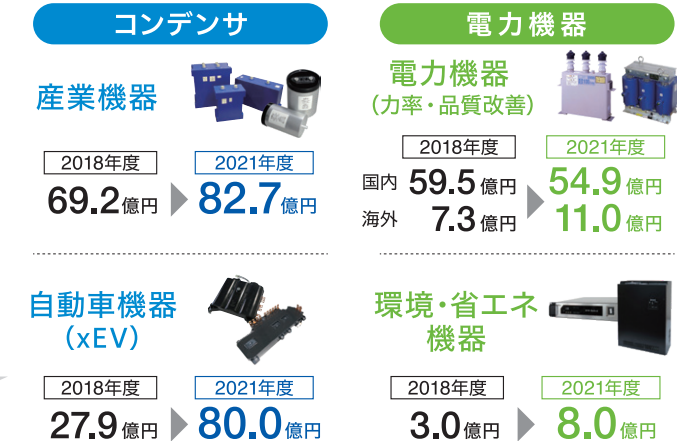 コンデンサ
産業機器
2018年度
2021年度
69.2億円
82.7億円
自動車機器
(xEV)
2018年度
2021年度
27.9億円
80.0億円
電力機器
電力機器
(力率・品質改善)
2018年度
2021年度
国内 59.5億円
54.9億円
海外 7.3億円
11.0億円
環境・省エネ
機器
2018年度
2021年度
3.0億円
8.0億円